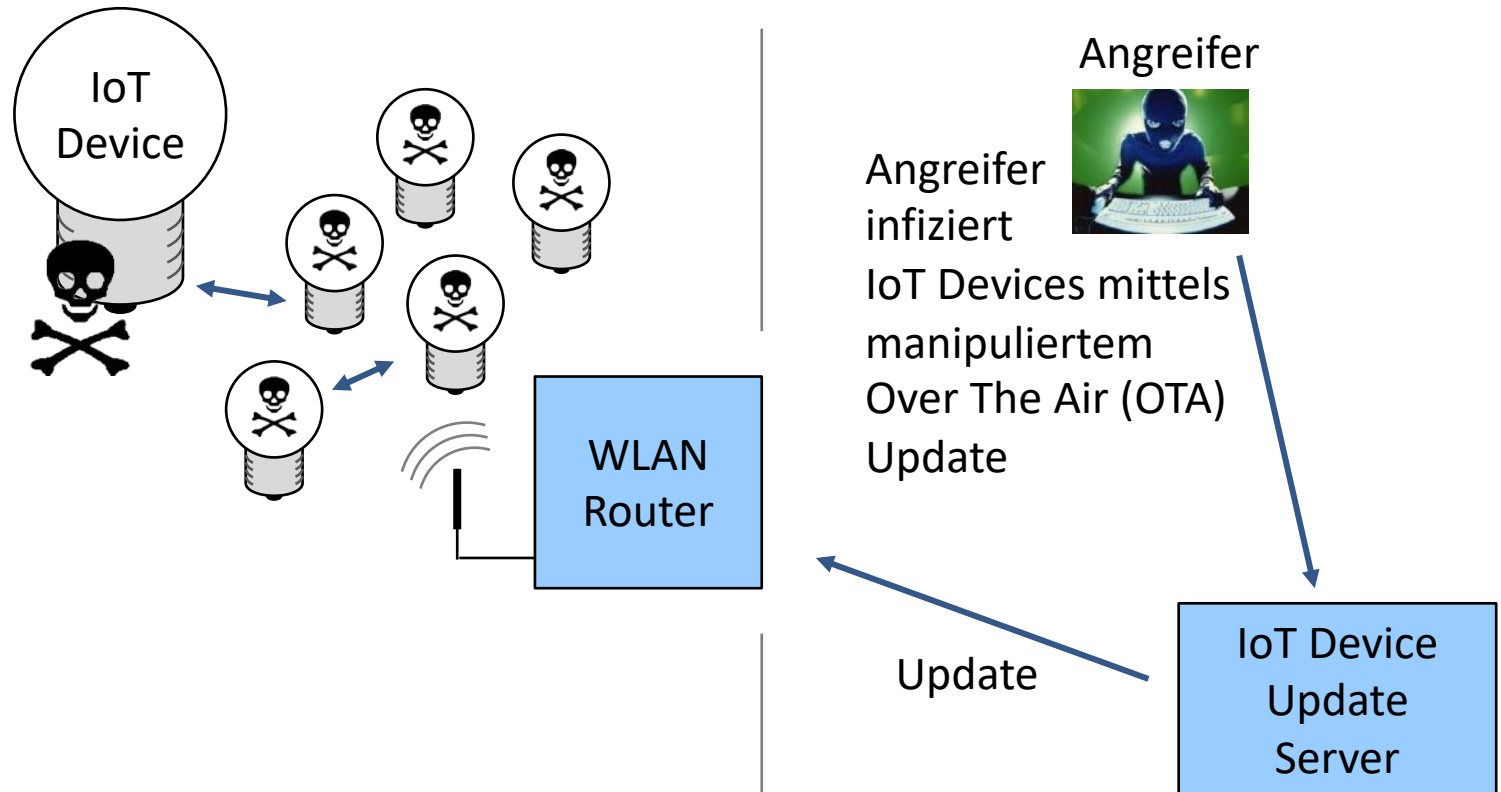 IoT
Device
Angreifer
Angreifer
infiziert
IoT Devices mittels
manipuliertem
Over The Air (OTA)
Update
WLAN
Router
Update
IoT Device
Update
Server